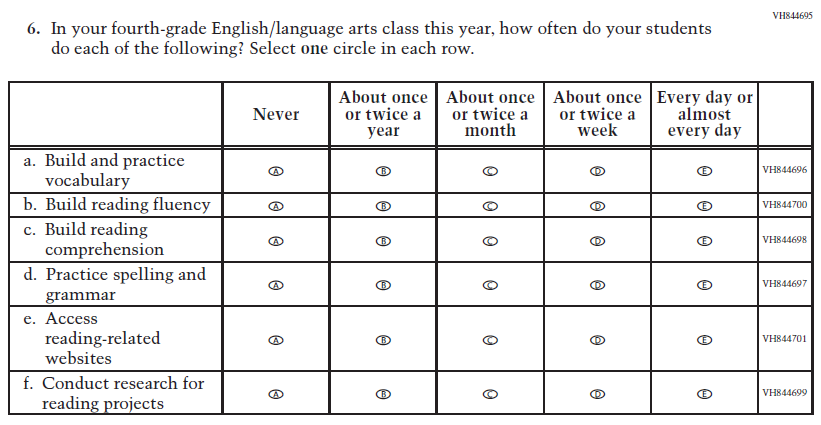 VH844695
6. In your fourth-grade English/language arts class this year, how often do your students
do each of the following? Select one circle in each row.
Never
About once
or twice a
year
About once
or twice a
month
About once
or twice a
week
Every day or
almost
every day
a. Build and practice
vocabulary
A B C D E VH844696
b. Build reading fluency A B C D E VH844700
c. Build reading
comprehension
A B C D E VH844698
d. Practice spelling and
grammar
A B C D E VH844697
e. Access
reading-related
websites
A B C D E VH844701
f. Conduct research for
reading projects
A B C D E VH844699